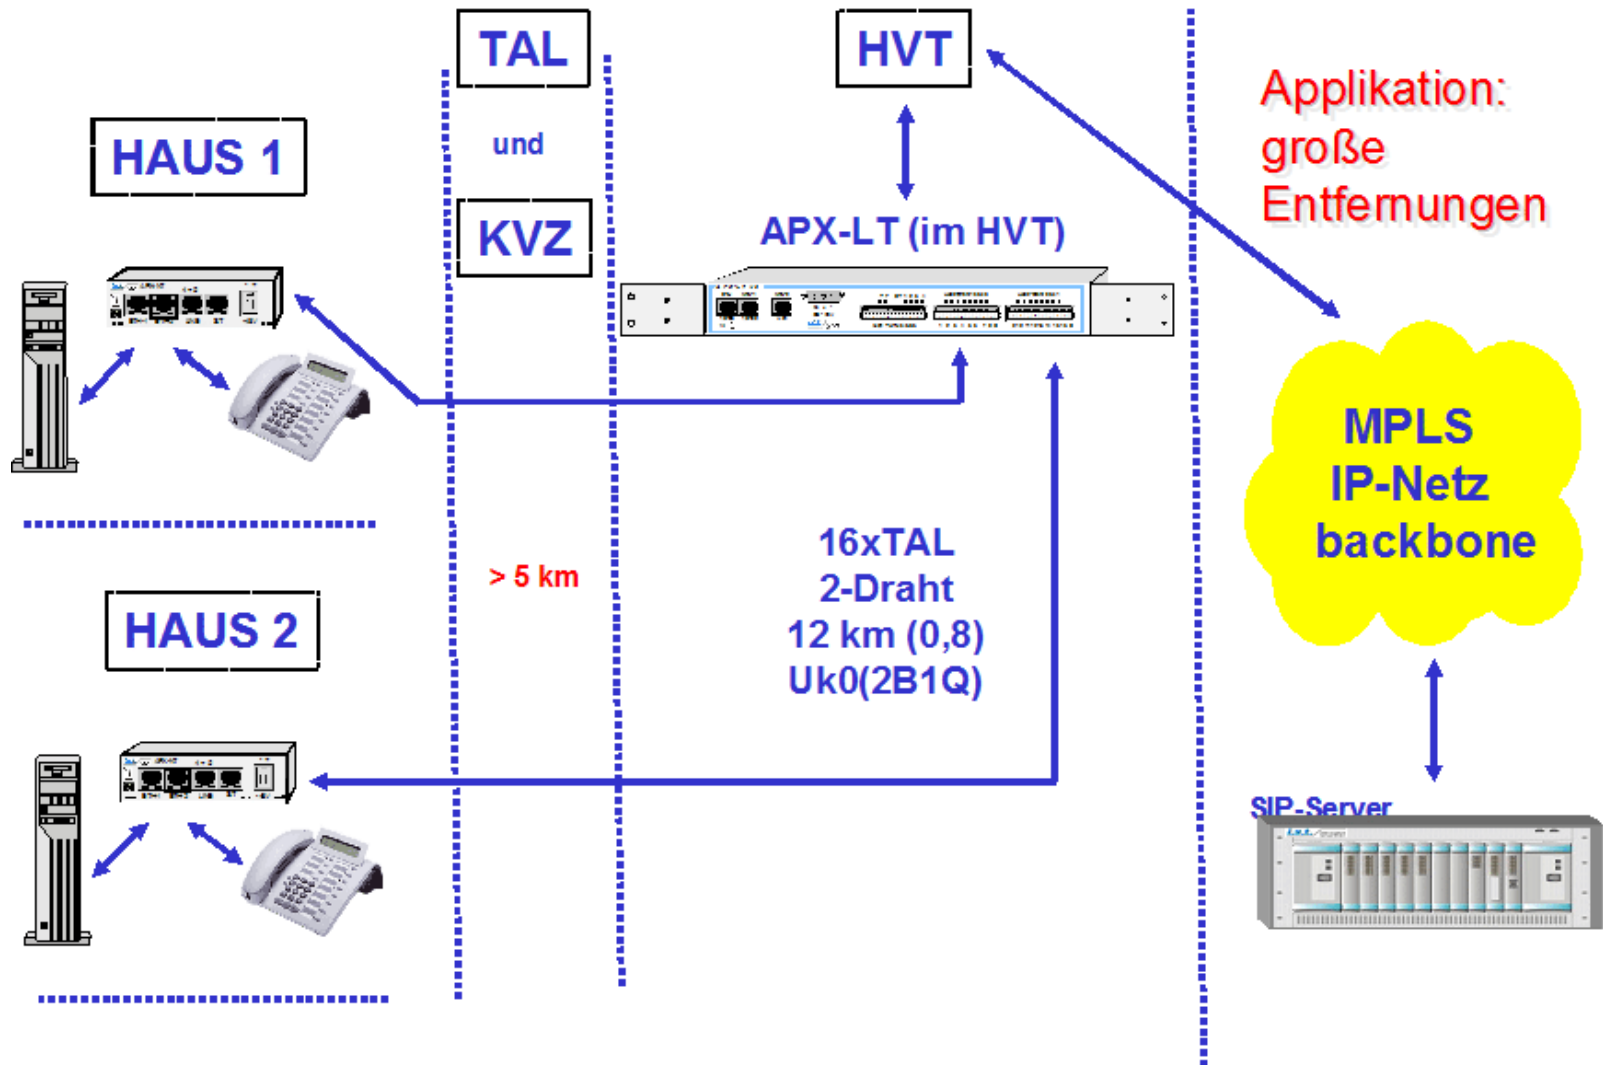 TAL
und
KVZ
HVT
Applikation:
große
Entfernungen
HAUS 1
APX-LT (im HVT)
MPLS
IP-Netz
backbone
16xTAL
2-Draht
12 km (0,8)
Uk0(2B1Q)
> 5 km
HAUS 2
SIP-Server